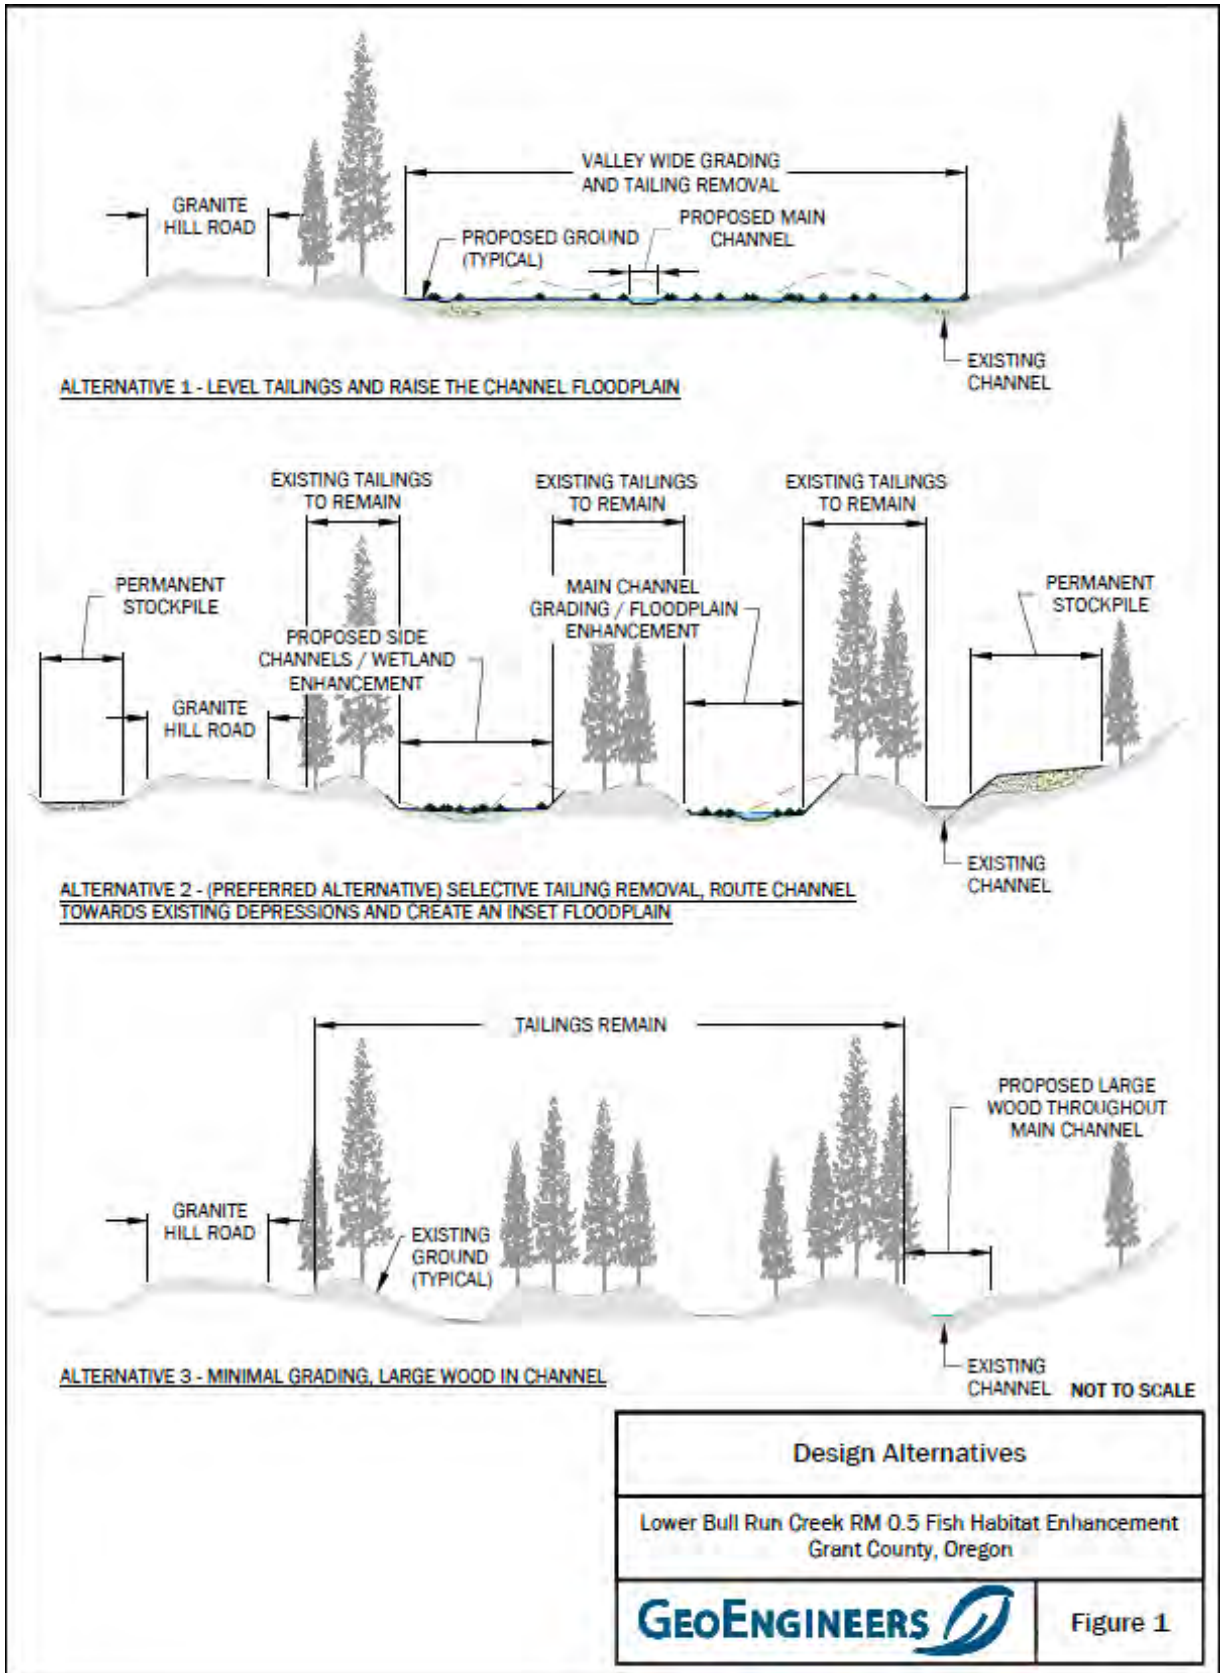 VALLEY WIDE GRADING
AND TAILING REMOVAL
GRANITE
HILL ROAD
PROPOSED GROUND
(TYPICAL)
PROPOSED MAIN
CHANNEL
EXISTING
CHANNEL
ALTERNATIVE 1 - LEVEL TAILINGS AND RAISE THE CHANNEL FLOODPLAIN
EXISTING TAILINGS
TO REMAIN
EXISTING TAILINGS
TO REMAIN
EXISTING TAILINGS
TO REMAIN
PERMANENT
STOCKPILE
MAIN CHANNEL
GRADING / FLOODPLAIN
ENHANCEMENT
PERMANENT
STOCKPILE
PROPOSED SIDE
CHANNELS / WETLAND
ENHANCEMENT
GRANITE
HILL ROAD
EXISTING
CHANNEL
ALTERNATIVE 2 - (PREFERRED ALTERNATIVE) SELECTIVE TAILING REMOVAL, ROUTE CHANNEL
TOWARDS EXISTING DEPRESSIONS AND CREATE AN INSET FLOODPLAIN
TAILINGS REMAIN
PROPOSED LARGE
WOOD THROUGHOUT
MAIN CHANNEL
GRANITE
HILL ROAD
EXISTING
GROUND
(TYPICAL)
EXISTING
CHANNEL
ALTERNATIVE 3 - MINIMAL GRADING, LARGE WOOD IN CHANNEL
NOT TO SCALE
Design Alternatives
Lower Bull Run Creek RM 0.5 Fish Habitat Enhancement
Grant County, Oregon
GEOENGINEERS
Figure 1